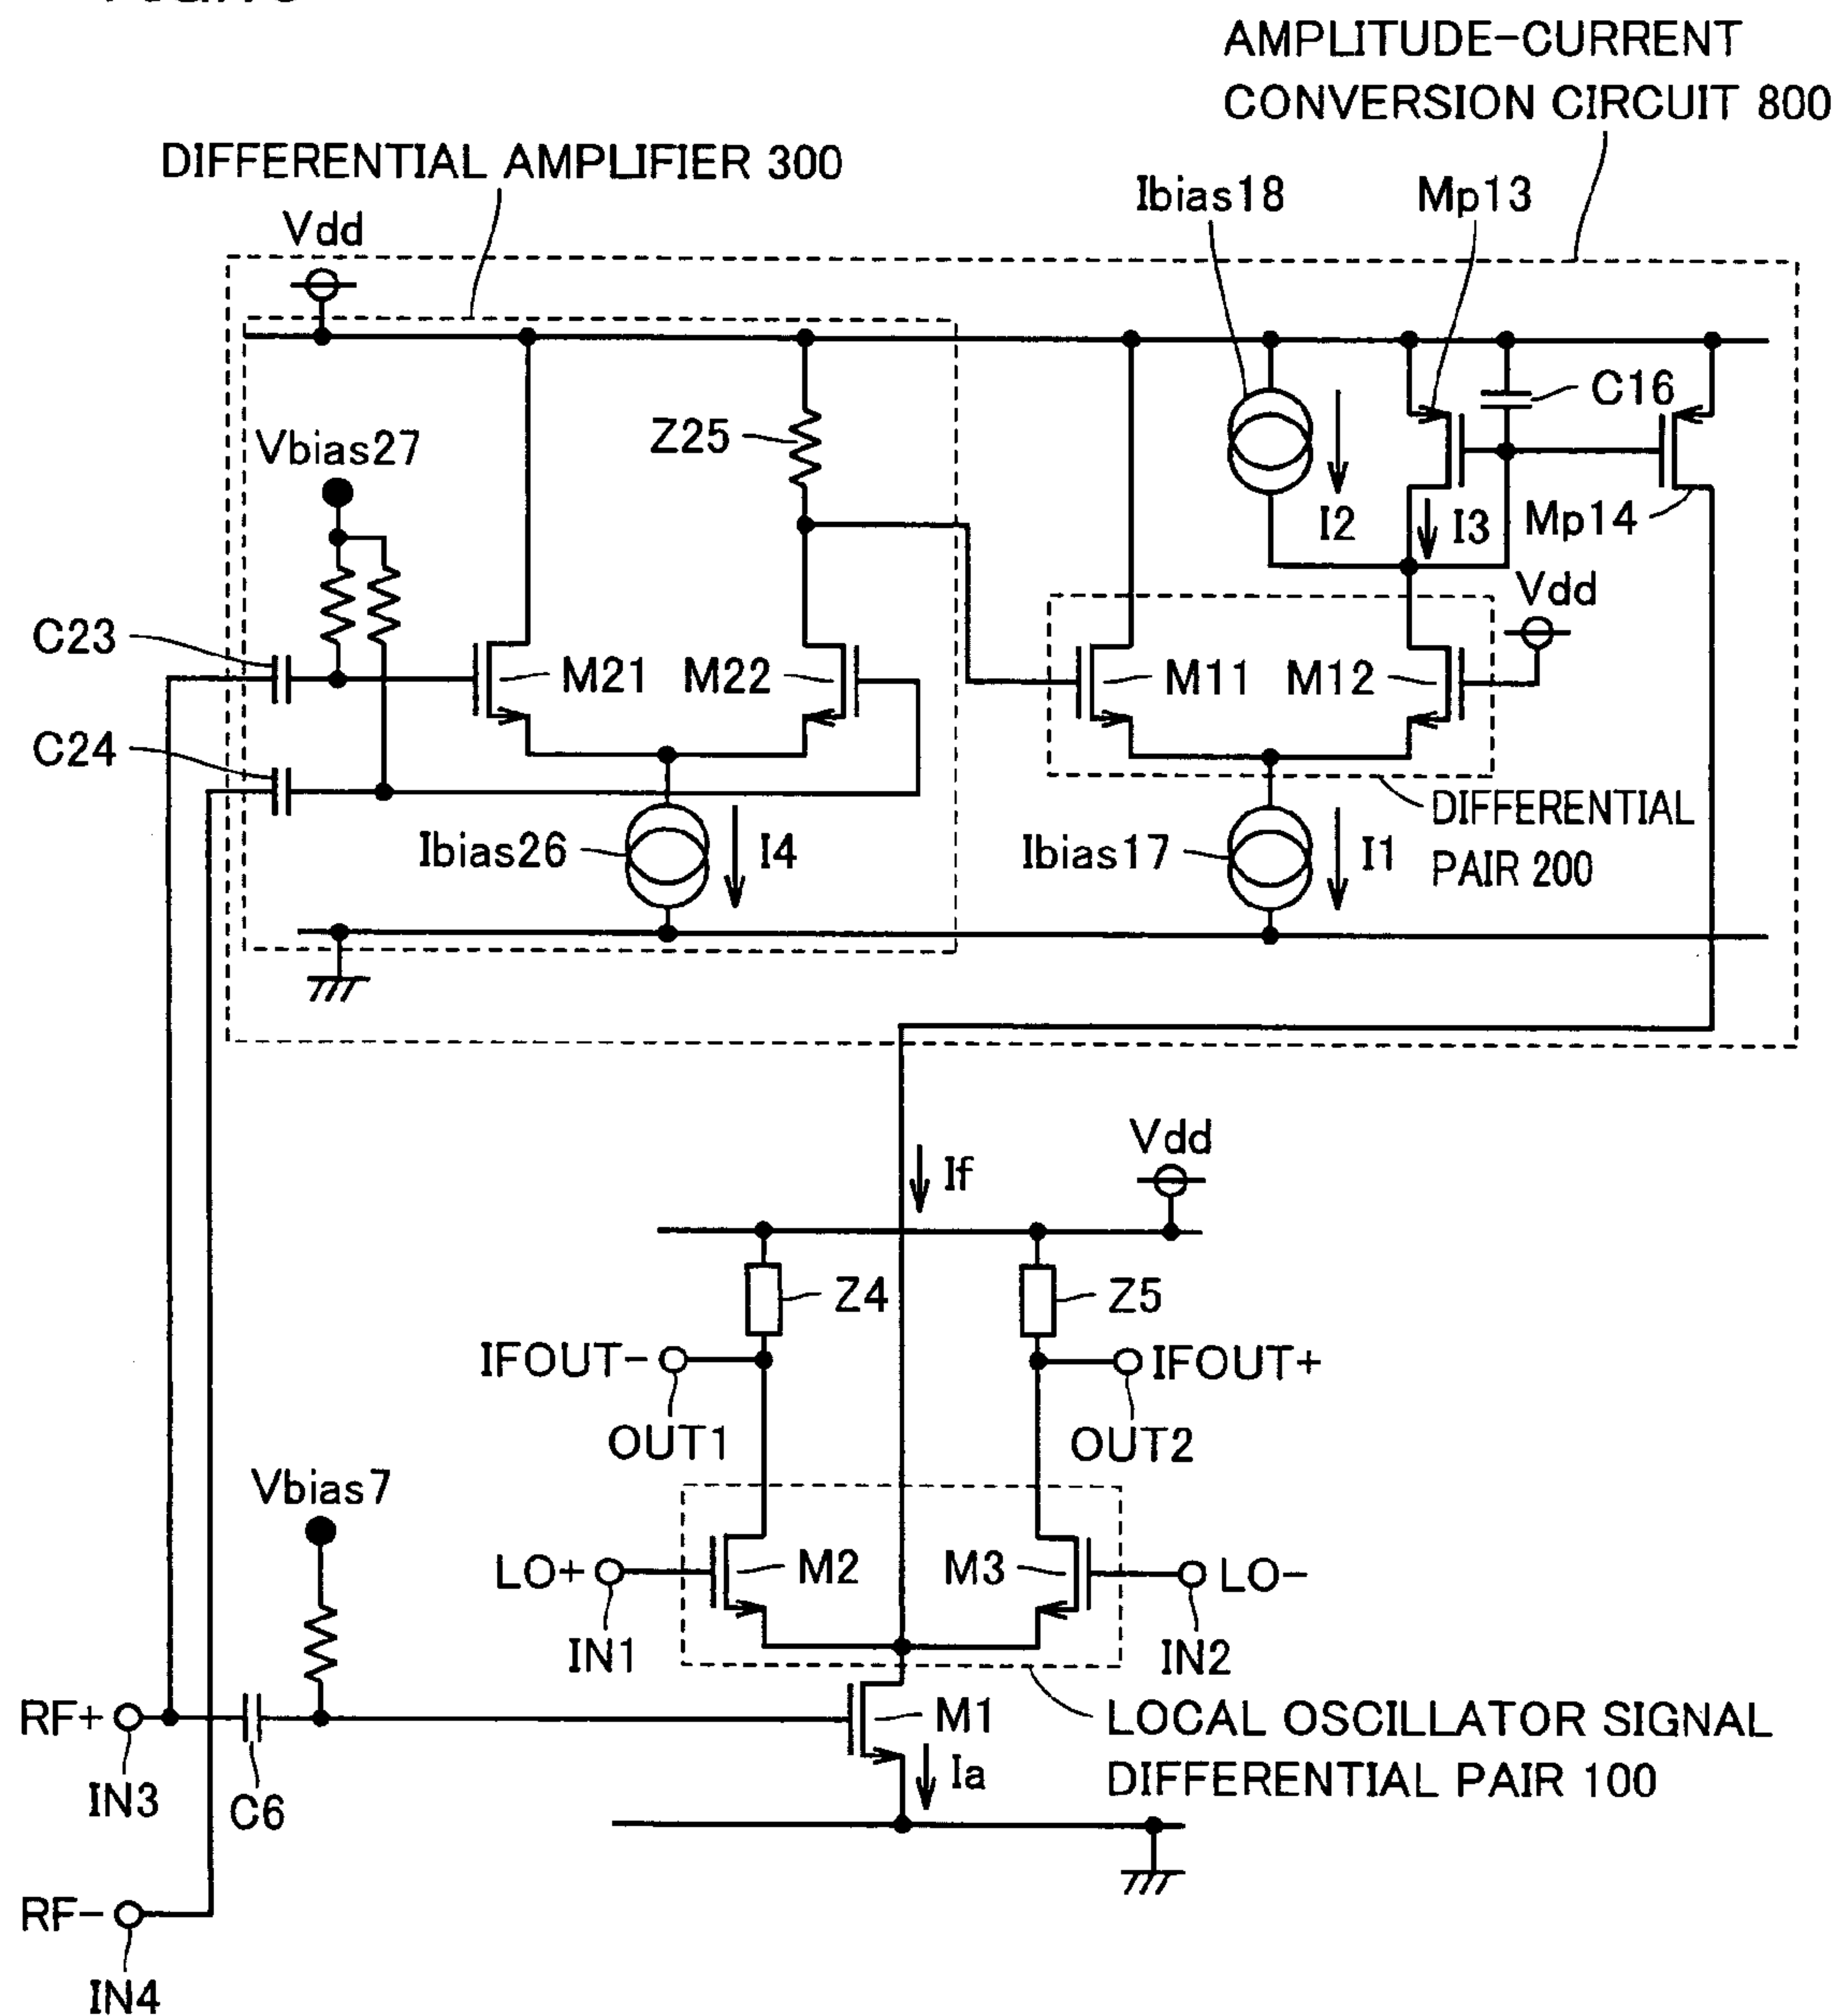 AMPLITUDE-CURRENT
CONVERSION CIRCUIT 800
DIFFERENTIAL AMPLIFIER 300
Ibias18
Mp13
Vdd
C16
Z25
Vbias27
I2
I3
Mp14
Vdd
C23
M21
M22
M11
M12
C24
Ibias26
I4
Ibias17
I1
DIFFERENTIAL
PAIR 200
If
Vdd
Z4
Z5
IFOUT-
IFOUT+
OUT1
OUT2
Vbias7
LO+
M2
M3
LO-
IN1
IN2
RF+
M1
LOCAL OSCILLATOR SIGNAL
DIFFERENTIAL PAIR 100
IN3
C6
Ia
RF-
IN4